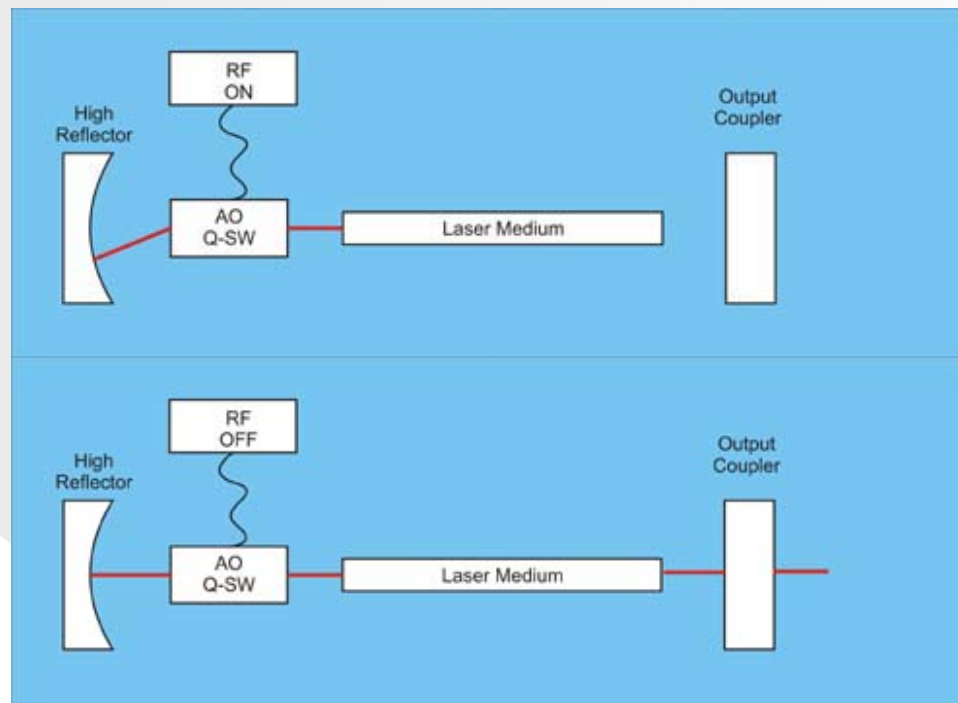 RF
ON
High
Reflector
Output
Coupler
AO
Q-SW
Laser Medium
RF
OFF
High
Reflector
Output
Coupler
AO
Q-SW
Laser Medium